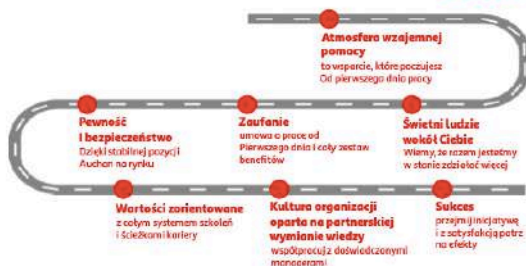 Atmosfera wzajemnej
pomocy
to wsparcie, które poczujesz
Od pierwszego dnia pracy
Świetni ludzie
wokół Ciebie
Wiemy, że razem jesteśmy
w stanie zdziałać więcej
Zaufanie
umowa o pracę od
Pierwszego dnia i cały zestaw
benefitów
Pewność
i bezpieczeństwo
Dzięki stabilnej pozycji
Auchan na rynku
Wartości zorientowane
z całym systemem szkoleń
i ścieżkami kariery
Kultura organizacji
oparta na partnerskiej
wymianie wiedzy
współpracuj z doświadczonymi
managerami
Sukces
przejmij inicjatywę
i z satysfakcją patrz
na efekty